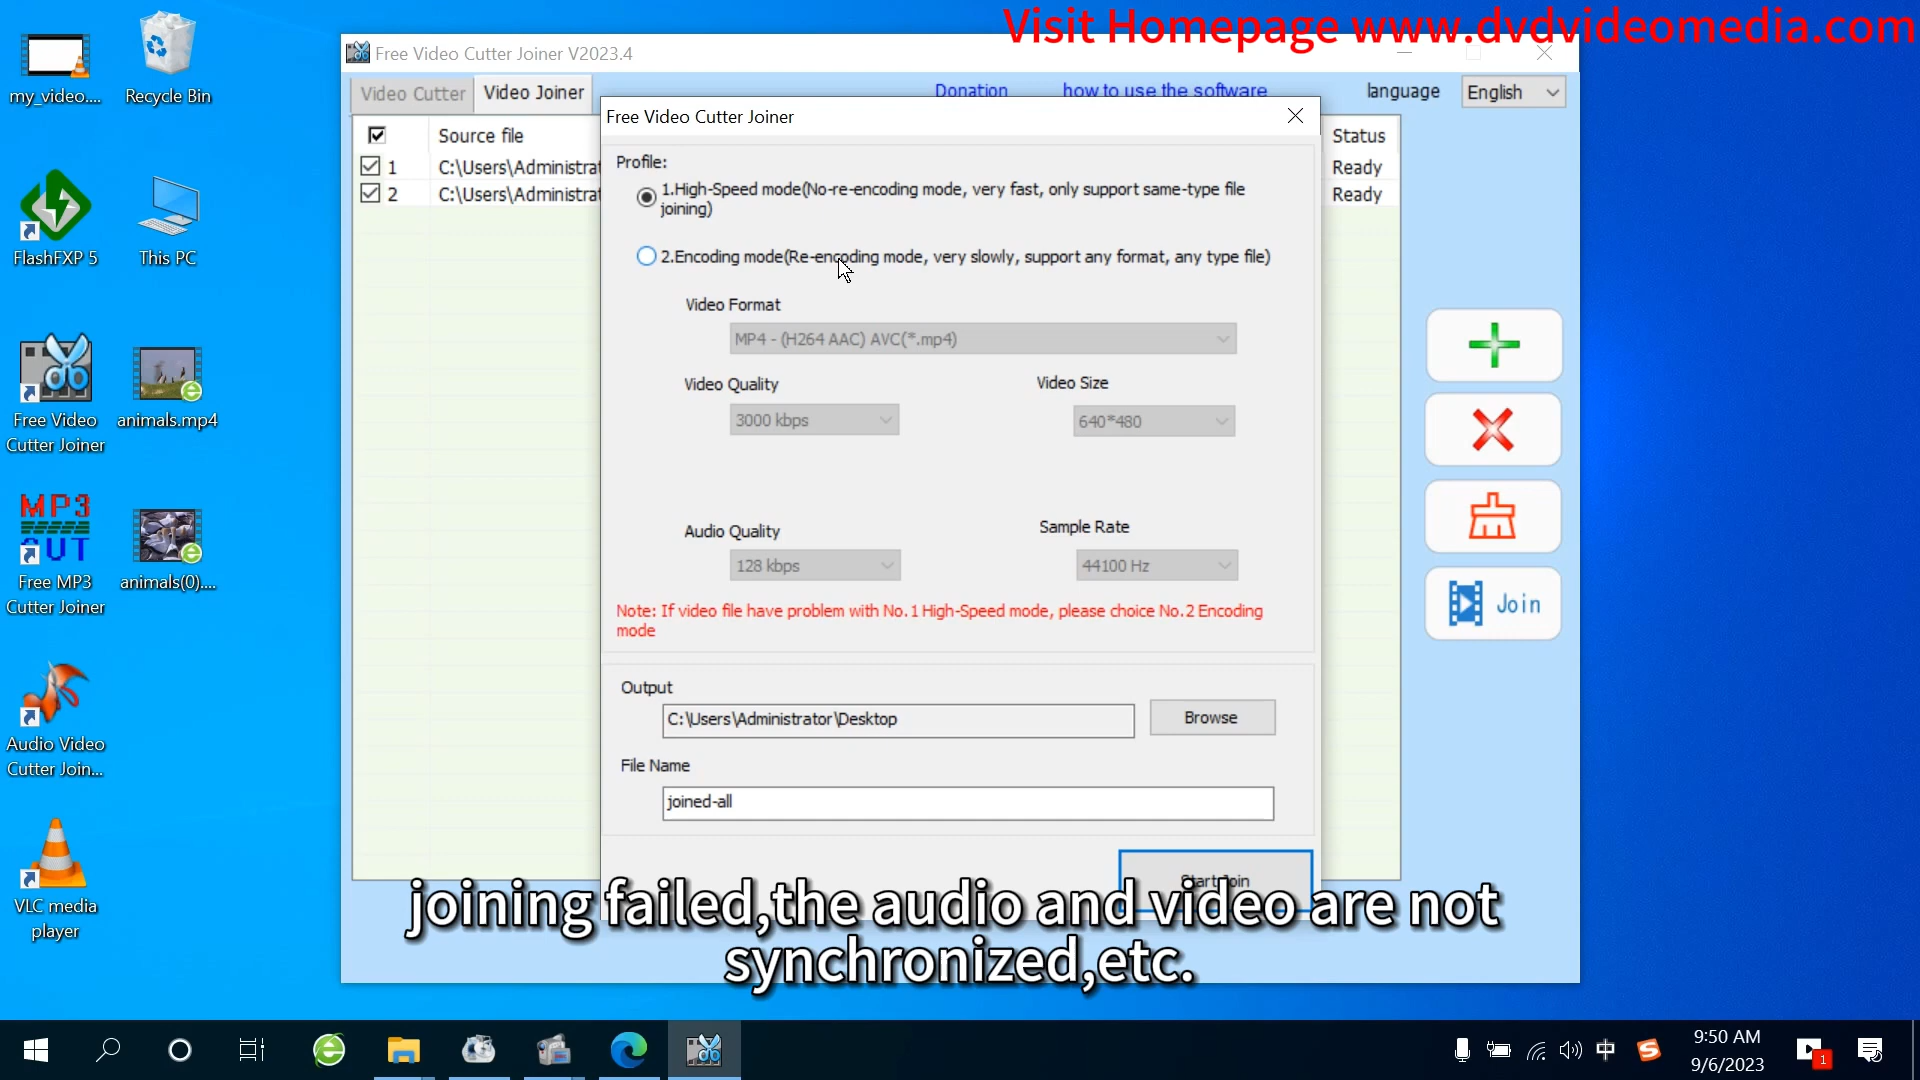 Visit Homepage www.dvdvideomedia.com
my_video....
Recycle Bin
FlashFXP 5
This PC
Free Video
Cutter Joiner
animals.mp4
MP3
CUT
Free MP3
Cutter Joiner
animals(0)....
Audio Video
Cutter Join...
VLC media
player
Free Video Cutter Joiner V2023.4
Video Cutter
Video Joiner
Donation
how to use the software
language
English
Source file
Status
1 C:\Users\Administrat
Ready
2 C:\Users\Administrat
Ready
Free Video Cutter Joiner
Profile:
1.High-Speed mode(No-re-encoding mode, very fast, only support same-type file
joining)
2.Encoding mode(Re-encoding mode, very slowly, support any format, any type file)
Video Format
MP4 - (H264 AAC) AVC(*.mp4)
Video Quality
Video Size
3000 kbps
640*480
Audio Quality
Sample Rate
128 kbps
44100 Hz
Note: If video file have problem with No.1 High-Speed mode, please choice No.2 Encoding
mode
Output
C:\Users\Administrator\Desktop
Browse
File Name
joined-all
Start Join
Join
joining failed,the audio and video are not
synchronized,etc.
中
9:50 AM
9/6/2023
1